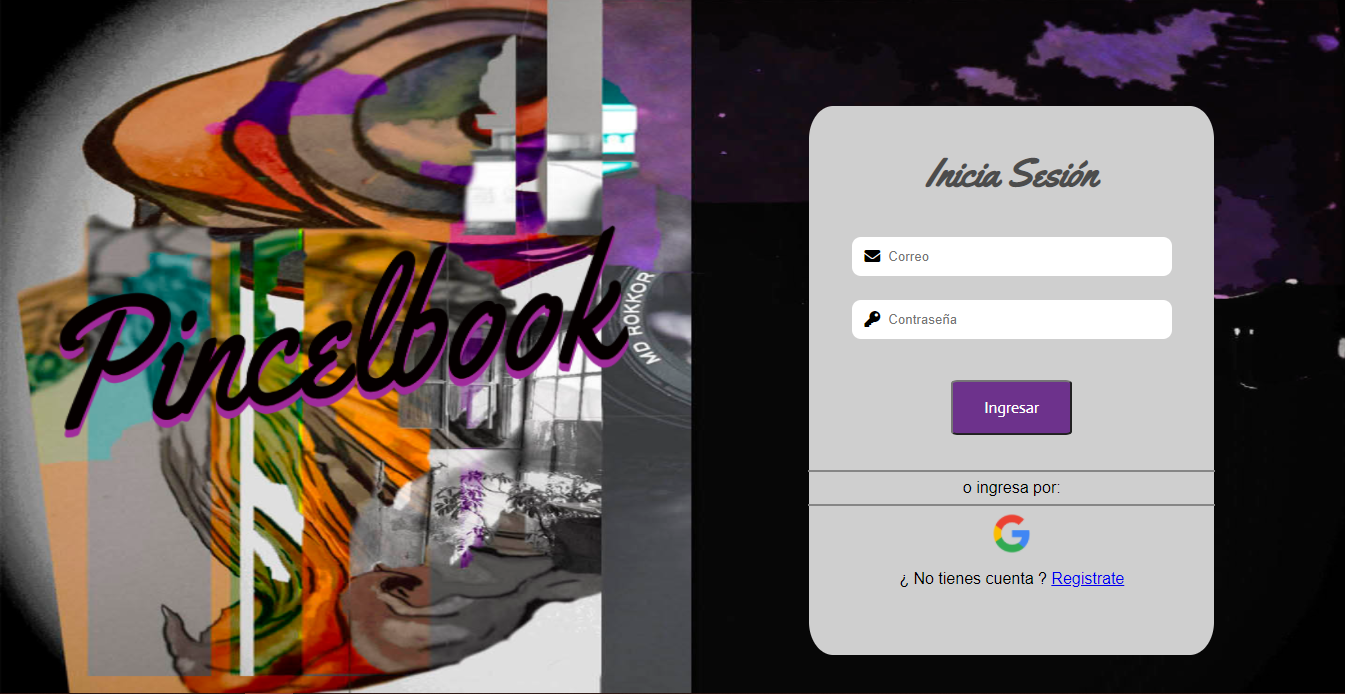 Pincelbook
MD ROKKOR
Inicia Sesión
Correo
Contraseña
Ingresar
o ingresa por:
¿ No tienes cuenta ? Registrate